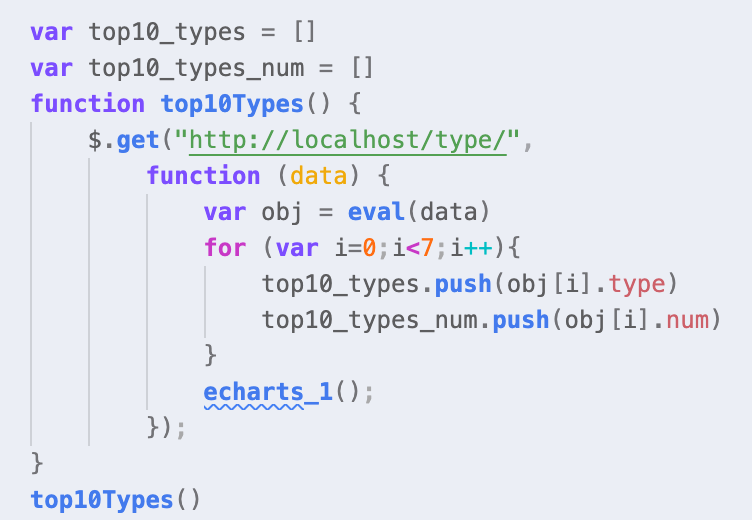 var top10_types = []
var top10_types_num = []
function top10Types() {
    $.get("http://localhost/type/",
        function (data) {
            var obj = eval(data)
            for (var i=0;i<7;i++){
                top10_types.push(obj[i].type)
                top10_types_num.push(obj[i].num)
            }
            echarts_1();
        });
}
top10Types()